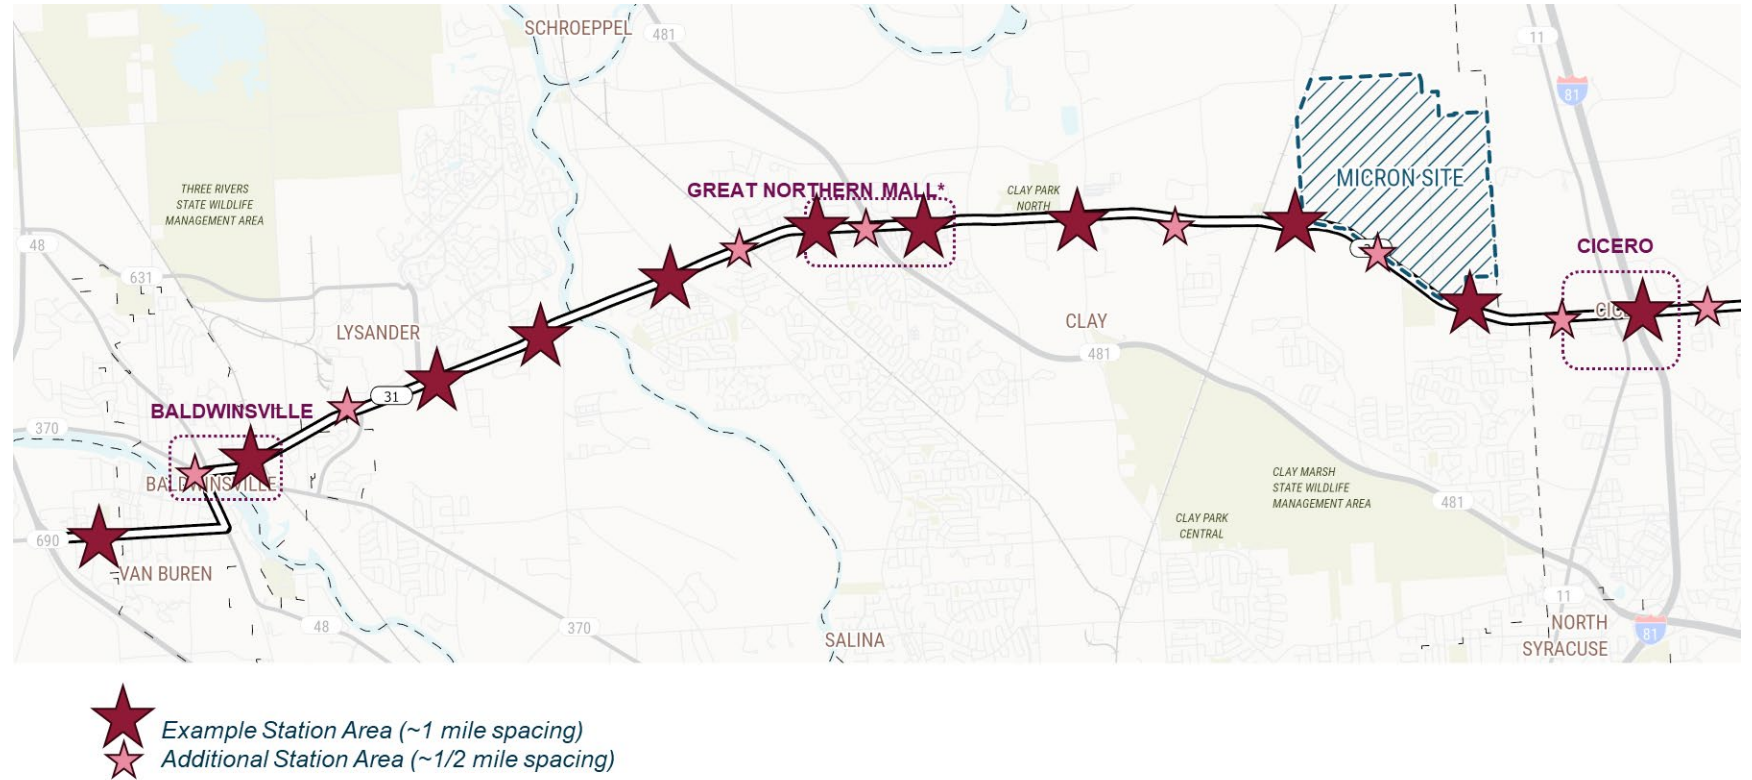 SCHROEPPEL
481
11
81
THREE RIVERS
STATE WILDLIFE
MANAGEMENT AREA
GREAT NORTHERN MALL*
CLAY PARK
NORTH
MICRON SITE
48
631
CICERO
LYSANDER
CLAY
31
481
BALDWINSVILLE
370
BALDWINSVILLE
CLAY MARSH
STATE WILDLIFE
MANAGEMENT AREA
481
CLAY PARK
CENTRAL
690
VAN BUREN
48
370
SALINA
11
NORTH
SYRACUSE
81
Example Station Area (~1 mile spacing)
Additional Station Area (~1/2 mile spacing)